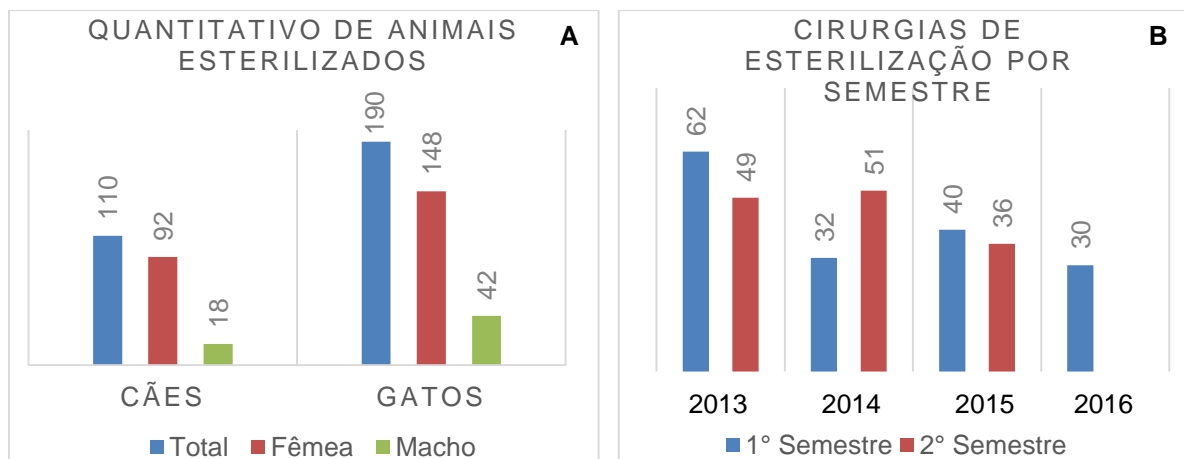 QUANTITATIVO DE ANIMAIS
ESTERILIZADOS
A
110
92
18
190
148
42
CÃES
GATOS
Total
Fêmea
Macho
CIRURGIAS DE
ESTERILIZAÇÃO POR
SEMESTRE
B
62
49
32
51
40
36
30
2013
2014
2015
2016
1° Semestre
2° Semestre